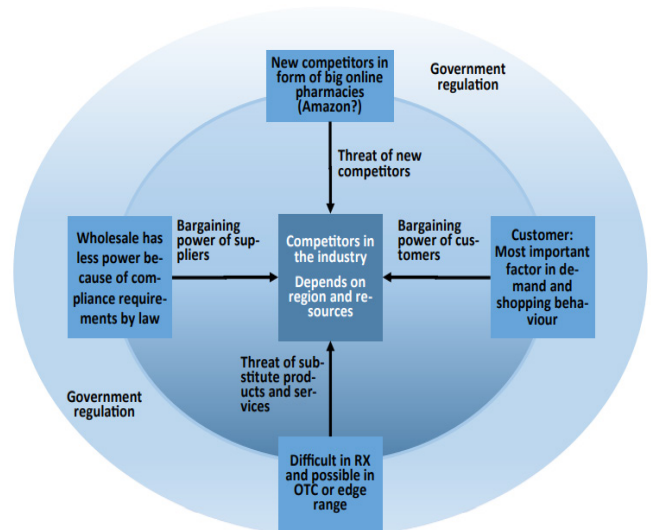 New competitors in
form of big online
pharmacies
(Amazon?)
Government
regulation
Threat of new
competitors
Wholesale has
less power be-
cause of com-
pliance require-
ments by law
Bargaining
power of sup-
pliers
Competitors in
the industry
Depends on
region and re-
sources
Bargaining
power of cus-
tomers
Customer:
Most important
factor in de-
mand and
shopping beha-
viour
Threat of sub-
stitute prod-
ucts and ser-
vices
Government
regulation
Difficult in RX
and possible in
OTC or edge
range